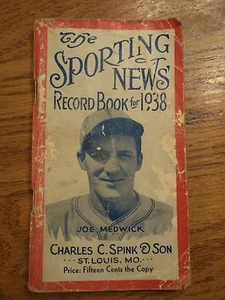 The
SPORTING
NEWS
RECORD BOOK for 1938
JOE MEDWICK
CHARLES C. SPINK & SON
ST. LOUIS, MO.
Price: Fifteen Cents the Copy